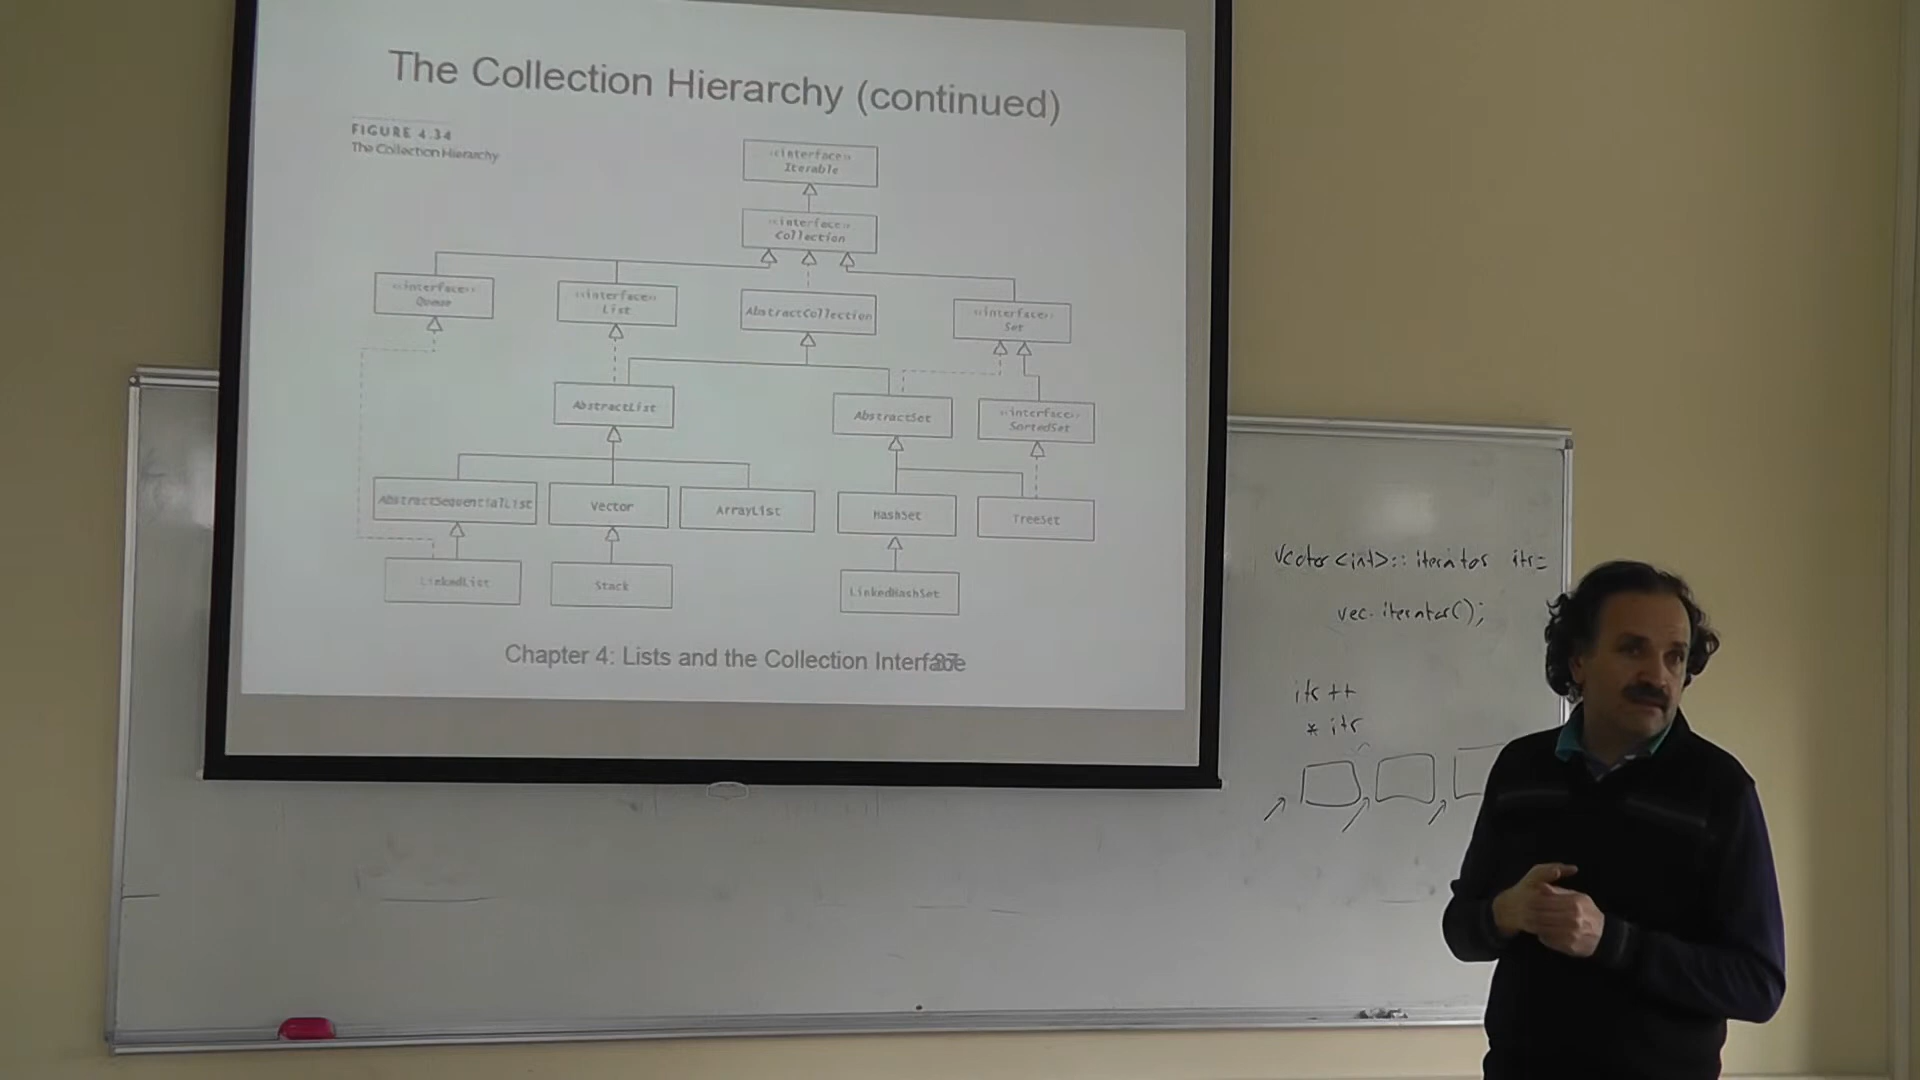 The Collection Hierarchy (continued)
FIGURE 4.34
The Collection Hierarchy
«interface»
Iterable
«interface»
Collection
«interface»
Queue
«interface»
List
AbstractCollection
«interface»
Set
AbstractList
AbstractSet
«interface»
SortedSet
AbstractSequentialList
Vector
ArrayList
HashSet
TreeSet
LinkedList
Stack
LinkedHashSet
Chapter 4: Lists and the Collection Interface
vector<int>:: iterator itr=
vec.iterator();
itr ++
* itr